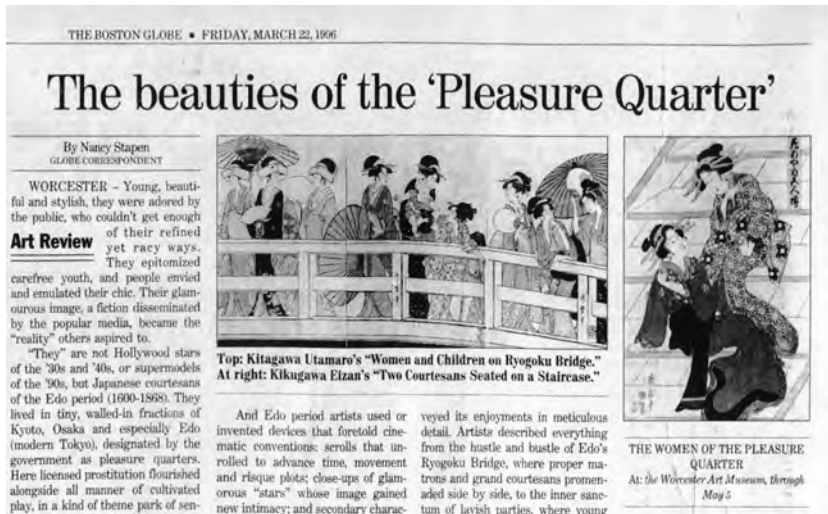 THE BOSTON GLOBE ■ FRIDAY, MARCH 22, 1996
The beauties of the ‘Pleasure Quarter’
By Nancy Stapen
GLOBE CORRESPONDENT
WORCESTER – Young, beauti-
ful and stylish, they were adored by
the public, who couldn't get enough
Art Review
of their refined
yet racy ways.
They epitomized
carefree youth, and people envied
and emulated their chic. Their glam-
ourous image, a fiction disseminated
by the popular media, became the
"reality" others aspired to.
"They" are not Hollywood stars
of the '30s and '40s, or supermodels
of the '90s, but Japanese courtesans
of the Edo period (1600-1868). They
lived in tiny, walled-in fractions of
Kyoto, Osaka and especially Edo
(modern Tokyo), designated by the
government as pleasure quarters.
Here licensed prostitution flourished
alongside all manner of cultivated
play, in a kind of theme park of sen-
Top: Kitagawa Utamaro's "Women and Children on Ryogoku Bridge."
At right: Kikugawa Eizan's "Two Courtesans Seated on a Staircase."
And Edo period artists used or
invented devices that foretold cine-
matic conventions: scrolls that un-
rolled to advance time, movement
and risque plots; close-ups of glam-
orous "stars" whose image gained
new intimacy; and secondary charac-
veyed its enjoyments in meticulous
detail. Artists described everything
from the hustle and bustle of Edo's
Ryogoku Bridge, where proper ma-
trons and grand courtesans promen-
aded side by side, to the inner sanc-
tum of lavish parties, where young
THE WOMEN OF THE PLEASURE
QUARTER
At: the Worcester Art Museum, through
May 5